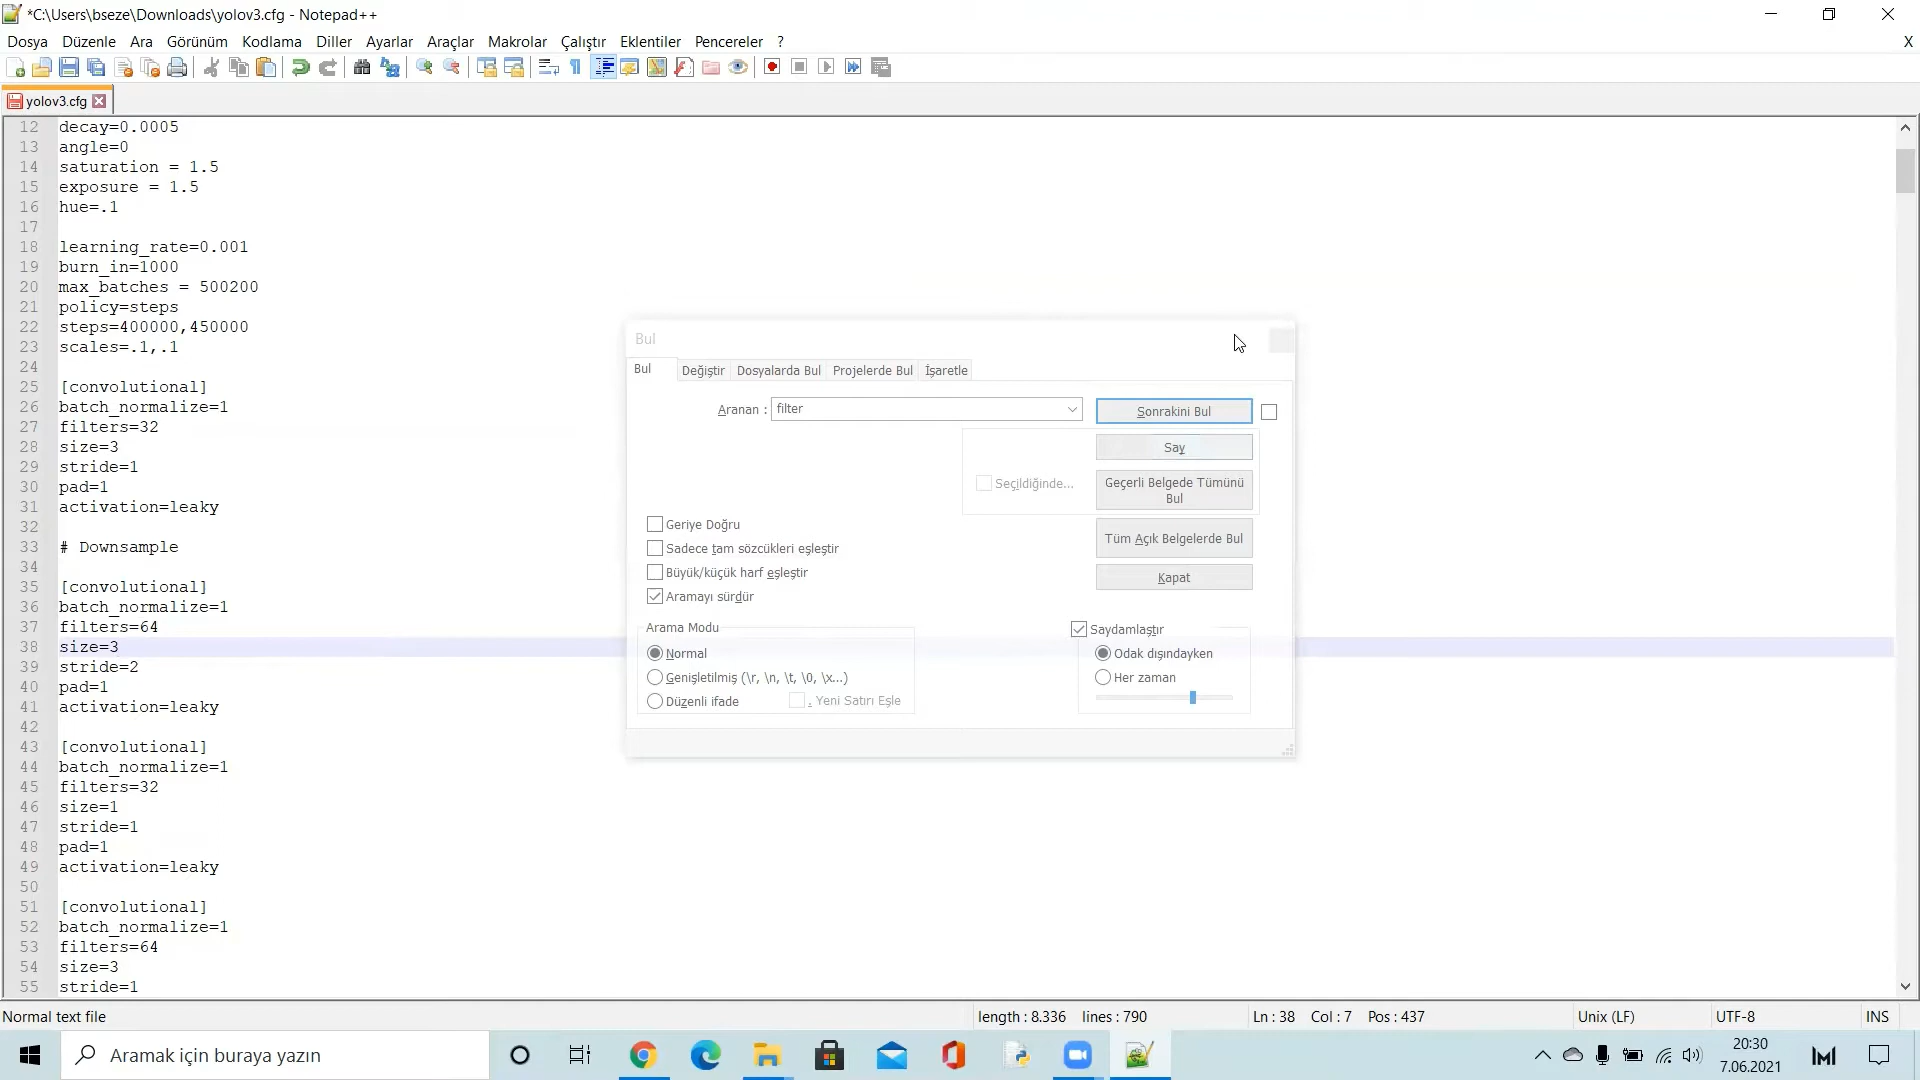 *C:\Users\bseze\Downloads\yolov3.cfg - Notepad++
Dosya Düzenle Ara Görünüm Kodlama Diller Ayarlar Araçlar Makrolar Çalıştır Eklentiler Pencereler ? X
yolov3.cfg
12 decay=0.0005
13 angle=0
14 saturation = 1.5
15 exposure = 1.5
16 hue=.1
17
18 learning_rate=0.001
19 burn_in=1000
20 max_batches = 500200
21 policy=steps
22 steps=400000,450000
23 scales=.1,.1
24
25 [convolutional]
26 batch_normalize=1
27 filters=32
28 size=3
29 stride=1
30 pad=1
31 activation=leaky
32
33 # Downsample
34
35 [convolutional]
36 batch_normalize=1
37 filters=64
38 size=3
39 stride=2
40 pad=1
41 activation=leaky
42
43 [convolutional]
44 batch_normalize=1
45 filters=32
46 size=1
47 stride=1
48 pad=1
49 activation=leaky
50
51 [convolutional]
52 batch_normalize=1
53 filters=64
54 size=3
55 stride=1
Bul
Bul Değiştir Dosyalarda Bul Projelerde Bul İşaretle
Aranan : filter Sonrakini Bul
Say
Seçildiğinde... Geçerli Belgede Tümünü
Bul
Geriye Doğru
Sadece tam sözcükleri eşleştir Tüm Açık Belgelerde Bul
Büyük/küçük harf eşleştir Kapat
Aramayı sürdür
Arama Modu Saydamlaştır
Normal Odak dışındayken
Genişletilmiş (\r, \n, \t, \0, \x...) Her zaman
Düzenli ifade . Yeni Satırı Eşle
Normal text file length : 8.336 lines : 790 Ln : 38 Col : 7 Pos : 437 Unix (LF) UTF-8 INS
Aramak için buraya yazın
20:30
7.06.2021